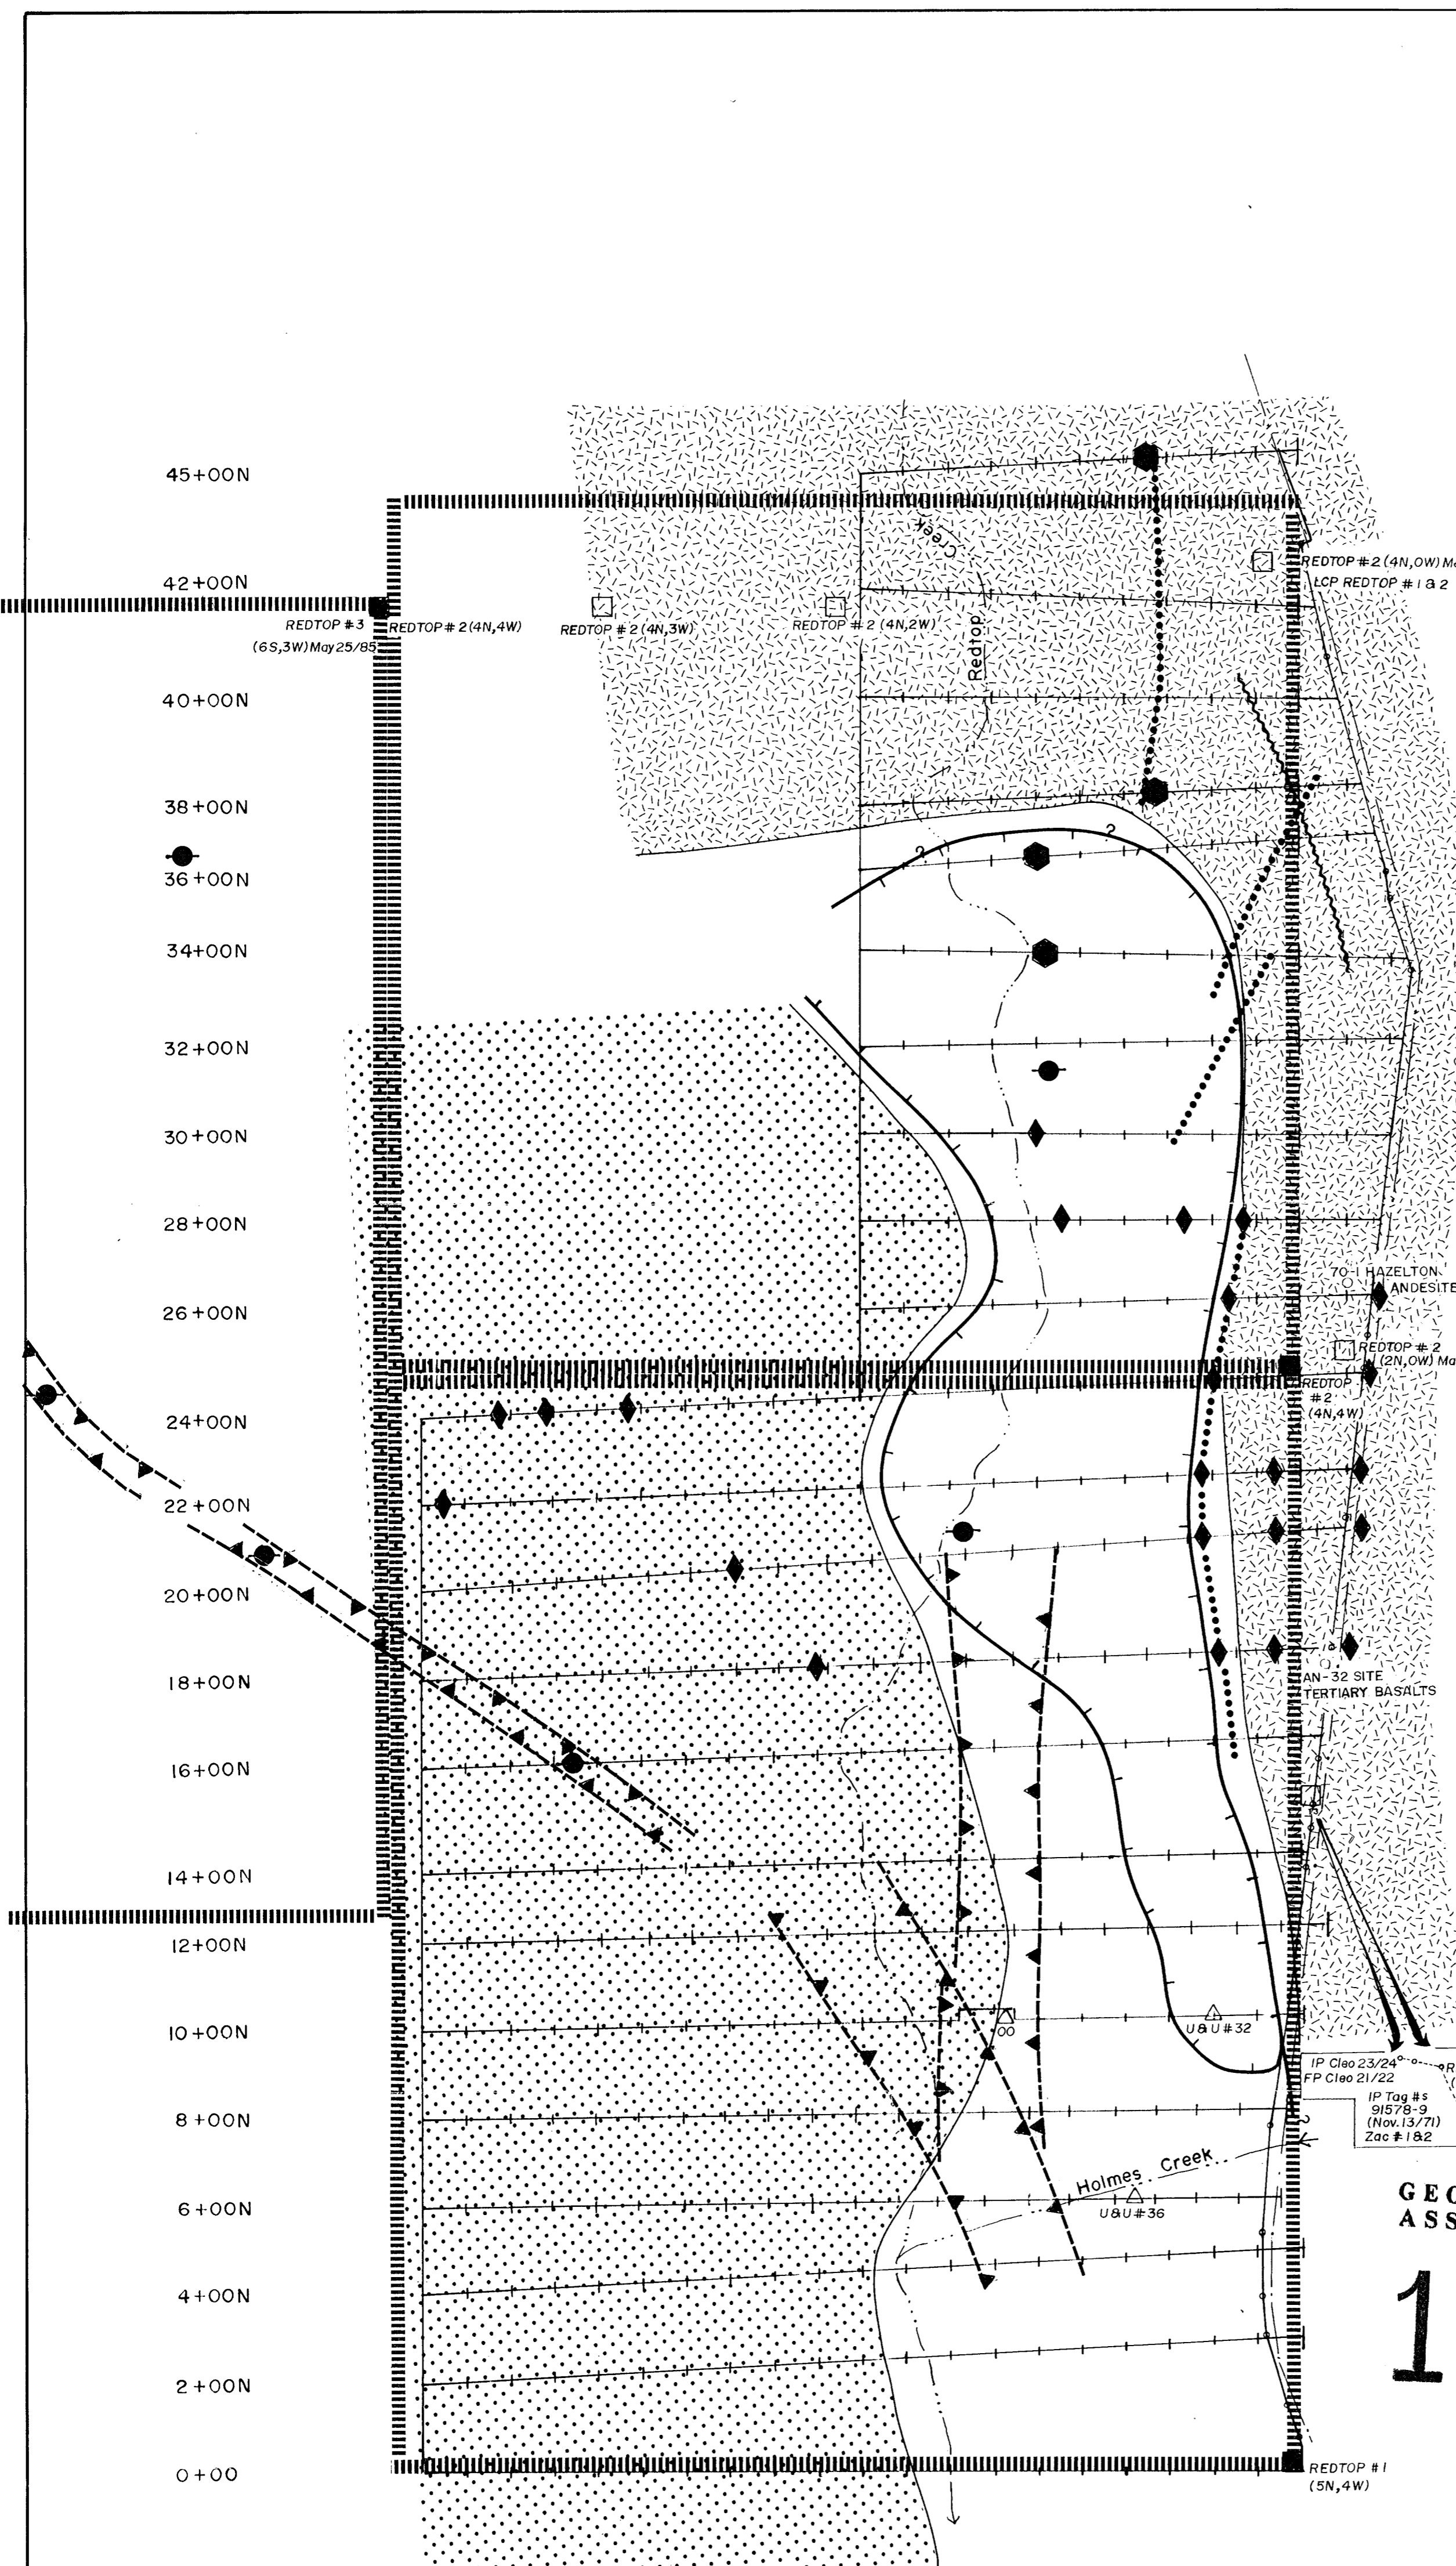 45+00N
42+00N
REDTOP #2 (4N,0W)
LCP REDTOP #1 & 2
REDTOP #3
(6S,3W) May 25/85
REDTOP #2 (4N,4W)
REDTOP #2 (4N,3W)
REDTOP #2 (4N,2W)
Creek
Redtop
40+00N
38+00N
?
?
36+00N
34+00N
32+00N
30+00N
28+00N
70-1 HAZELTON
ANDESITE
26+00N
REDTOP #2
(2N,0W)
REDTOP
#2
(4N,4W)
24+00N
22+00N
20+00N
18+00N
AN-32 SITE
TERTIARY BASALTS
16+00N
14+00N
12+00N
10+00N
U&U #32
IP Cleo 23/24
FP Cleo 21/22
IP Tag #s
91578-9
(Nov. 13/71)
Zac #1&2
8+00N
?
Holmes Creek
6+00N
U&U #36
4+00N
1
2+00N
0+00
REDTOP #1
(5N,4W)